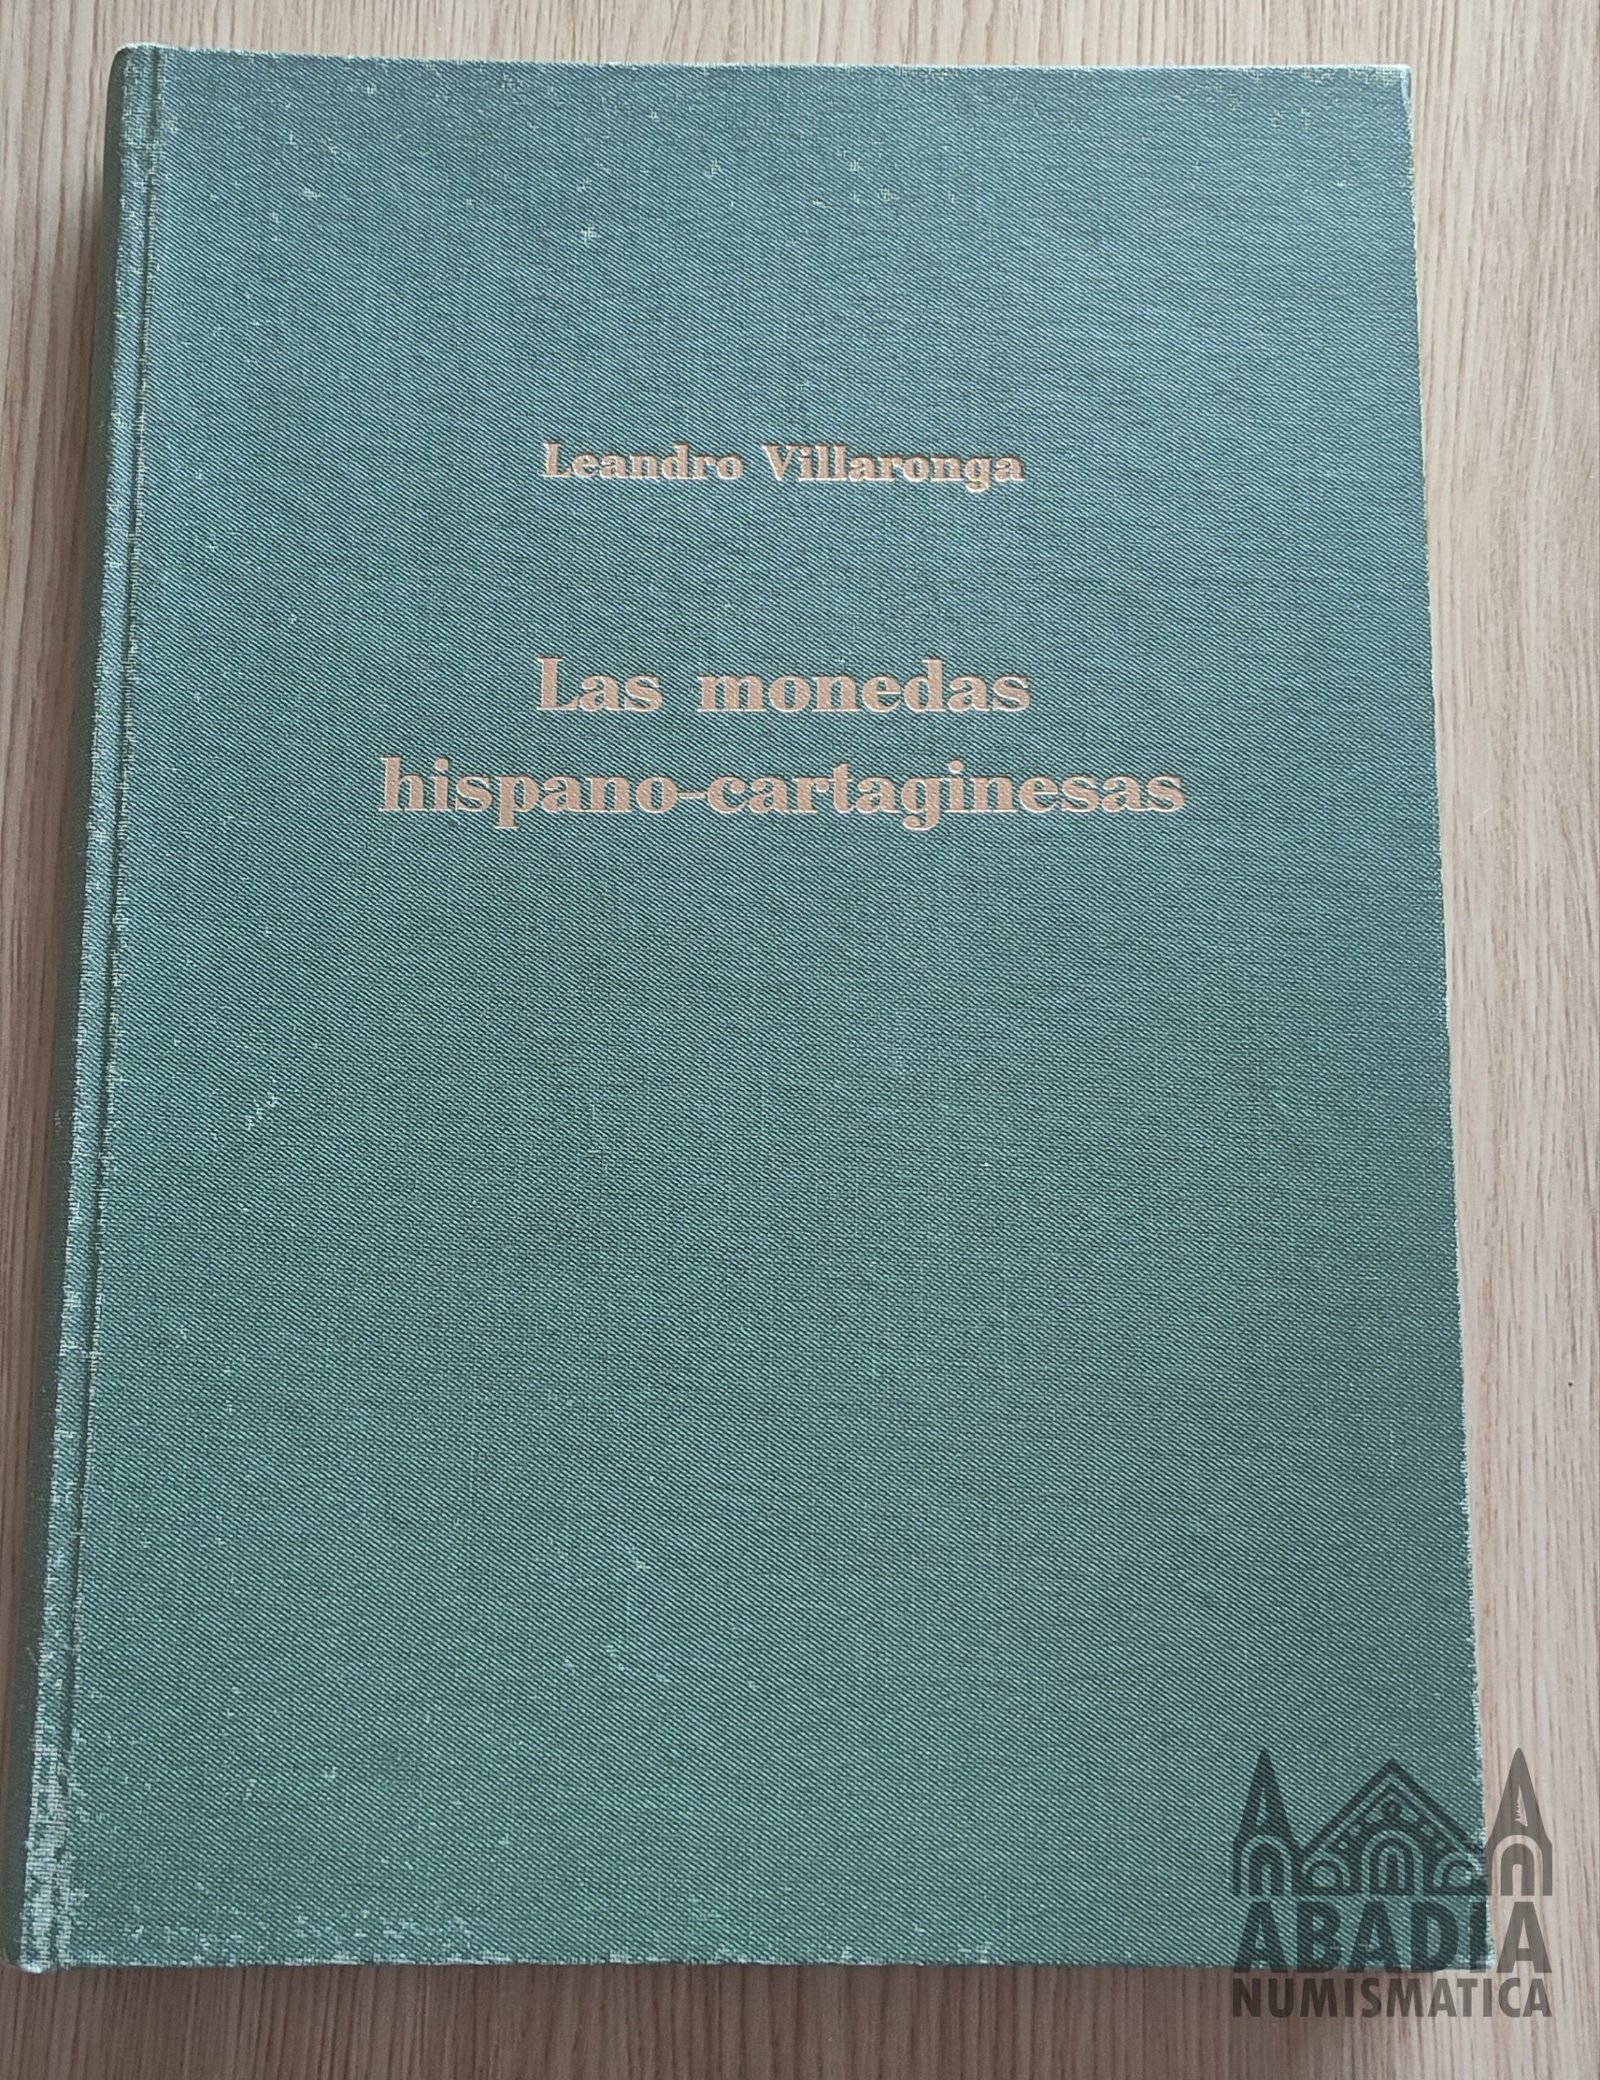 Leandro Villaronga
Las monedas
hispano-cartaginesas
ABADIA
NUMISMATICA